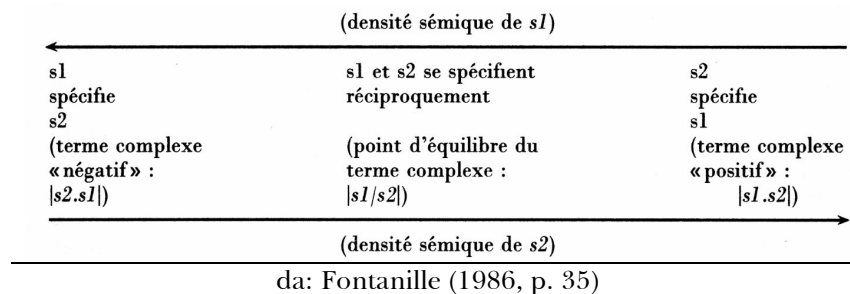 (densité sémique de s1)
s1 s1 et s2 se spécifient s2
spécifie réciproquement spécifie
s2 s1
(terme complexe (point d'équilibre du (terme complexe
« négatif » : terme complexe : « positif » :
|s2.s1|) |s1/s2|) |s1.s2|)
(densité sémique de s2)
da: Fontanille (1986, p. 35)